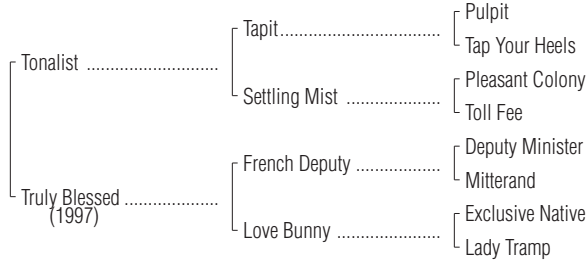 Pulpit
Tapit
Tap Your Heels
Tonalist
Pleasant Colony
Settling Mist
Toll Fee
Deputy Minister
French Deputy
Mitterand
Truly Blessed
(1997)
Exclusive Native
Love Bunny
Lady Tramp